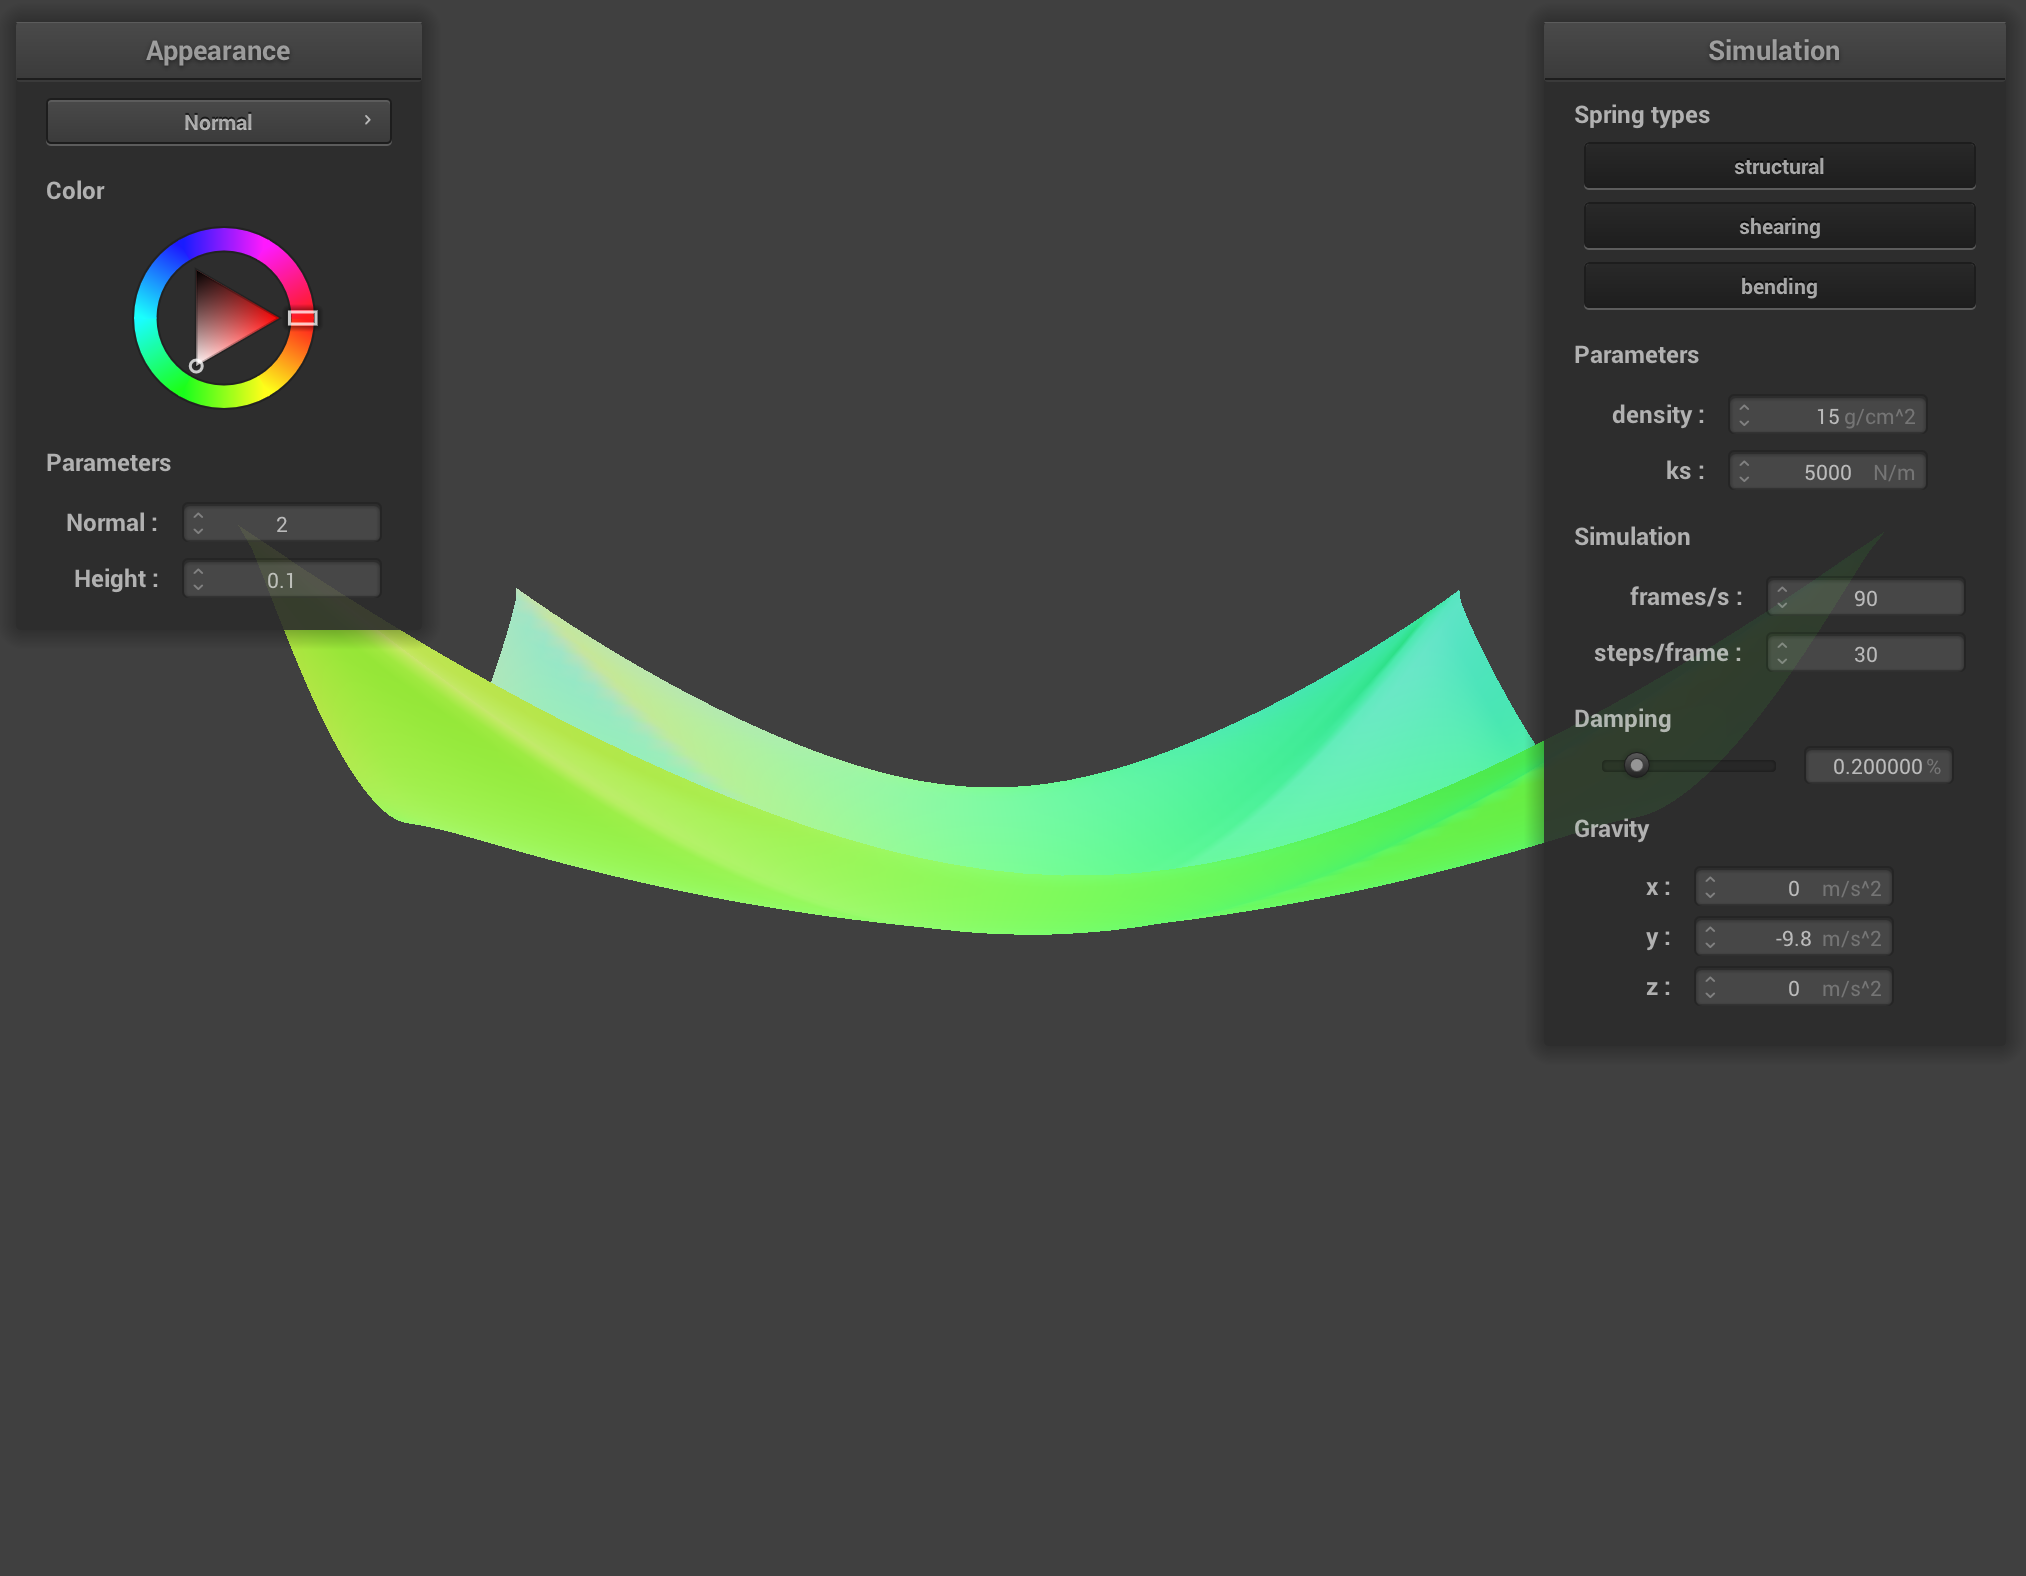 Appearance
Normal
Color
Parameters
Normal : 2
Height : 0.1
Simulation
Spring types
structural
shearing
bending
Parameters
density : 15 g/cm^2
ks : 5000 N/m
Simulation
frames/s : 90
steps/frame : 30
Damping
0.200000 %
Gravity
x : 0 m/s^2
y : -9.8 m/s^2
z : 0 m/s^2